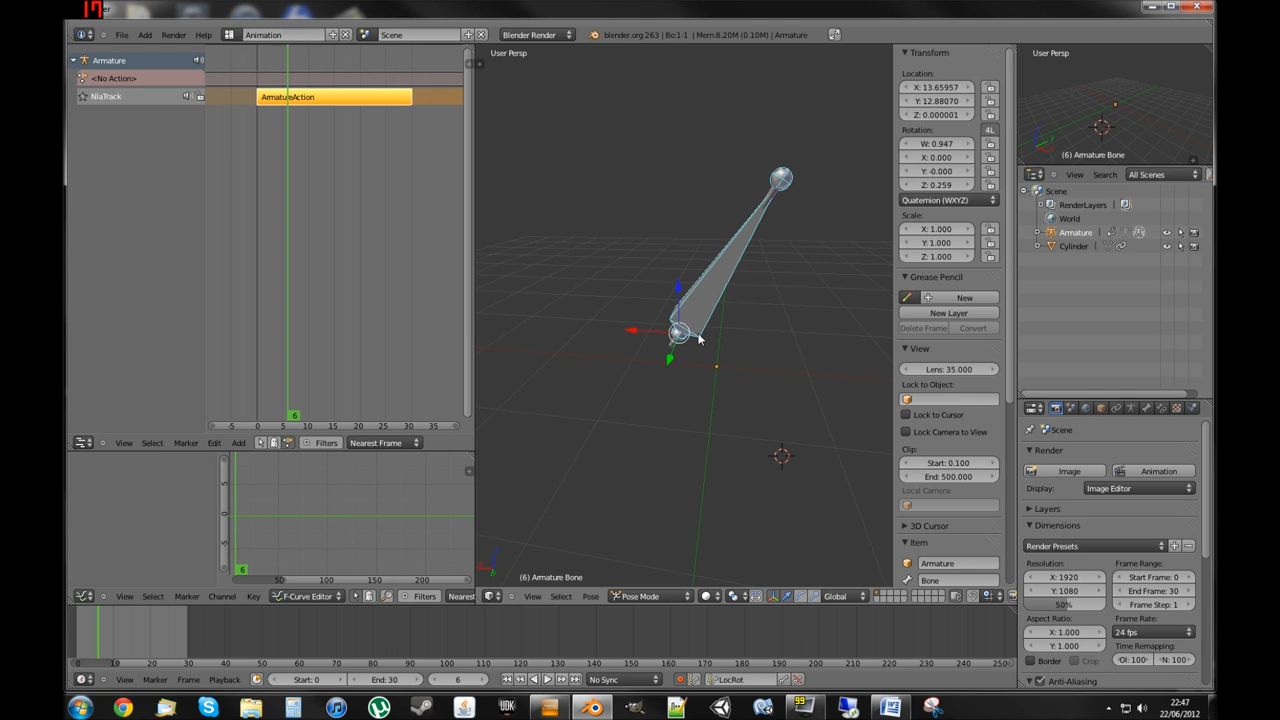 17
File Add Render Help Animation Scene Blender Render blender.org 263 | Bo:1-1 | Mem:8.20M (0.10M) | Armature
Armature
<No Action>
NlaTrack
ArmatureAction
6
-5 0 5 10 15 20 25 30 35
View Select Marker Edit Add Filters Nearest Frame
5
0
-5
6
50 100 150 200
View Select Marker Channel Key F-Curve Editor Filters Nearest
User Persp
(6) Armature Bone
View Select Pose Pose Mode Global
Transform
Location:
X: 13.65957
Y: 12.88070
Z: 0.000001
Rotation: 4L
W: 0.947
X: 0.000
Y: -0.000
Z: 0.259
Quaternion (WXYZ)
Scale:
X: 1.000
Y: 1.000
Z: 1.000
Grease Pencil
New
New Layer
Delete Frame Convert
View
Lens: 35.000
Lock to Object:
Lock to Cursor
Lock Camera to View
Clip:
Start: 0.100
End: 500.000
Local Camera:
3D Cursor
Item
Armature
Bone
User Persp
(6) Armature Bone
View Search All Scenes
Scene
RenderLayers
World
Armature
Cylinder
Scene
Render
Image Animation
Display: Image Editor
Layers
Dimensions
Render Presets
Resolution: Frame Range:
X: 1920 Start Frame: 0
Y: 1080 End Frame: 30
50% Frame Step: 1
Aspect Ratio: Frame Rate:
X: 1.000 24 fps
Y: 1.000 Time Remapping:
Border Crop O: 100 N: 100
Anti-Aliasing
0 10 20 30 40 50 60 70 80 90 100 110 120 130 140 150 160 170 180 190 200 210 220 230 240 250
View Marker Frame Playback Start: 0 End: 30 6 No Sync LocRot
UDK 99
22:47
22/06/2012